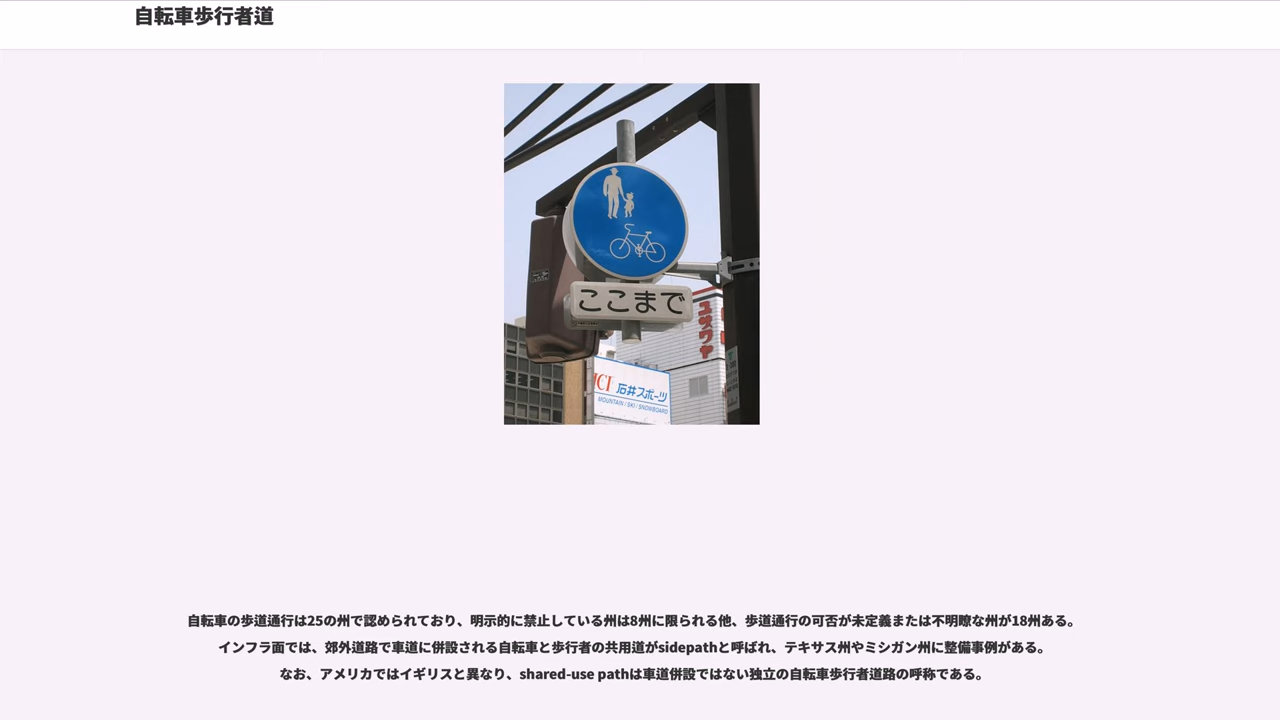 自転車歩行者道
ここまで
ユザワヤ
ICI 石井スポーツ
MOUNTAIN / SKI / SNOWBOARD
自転車の歩道通行は25の州で認められており、明示的に禁止している州は8州に限られる他、歩道通行の可否が未定義または不明瞭な州が18州ある。
インフラ面では、郊外道路で車道に併設される自転車と歩行者の共用道がsidepathと呼ばれ、テキサス州やミシガン州に整備事例がある。
なお、アメリカではイギリスと異なり、shared-use pathは車道併設ではない独立の自転車歩行者道路の呼称である。